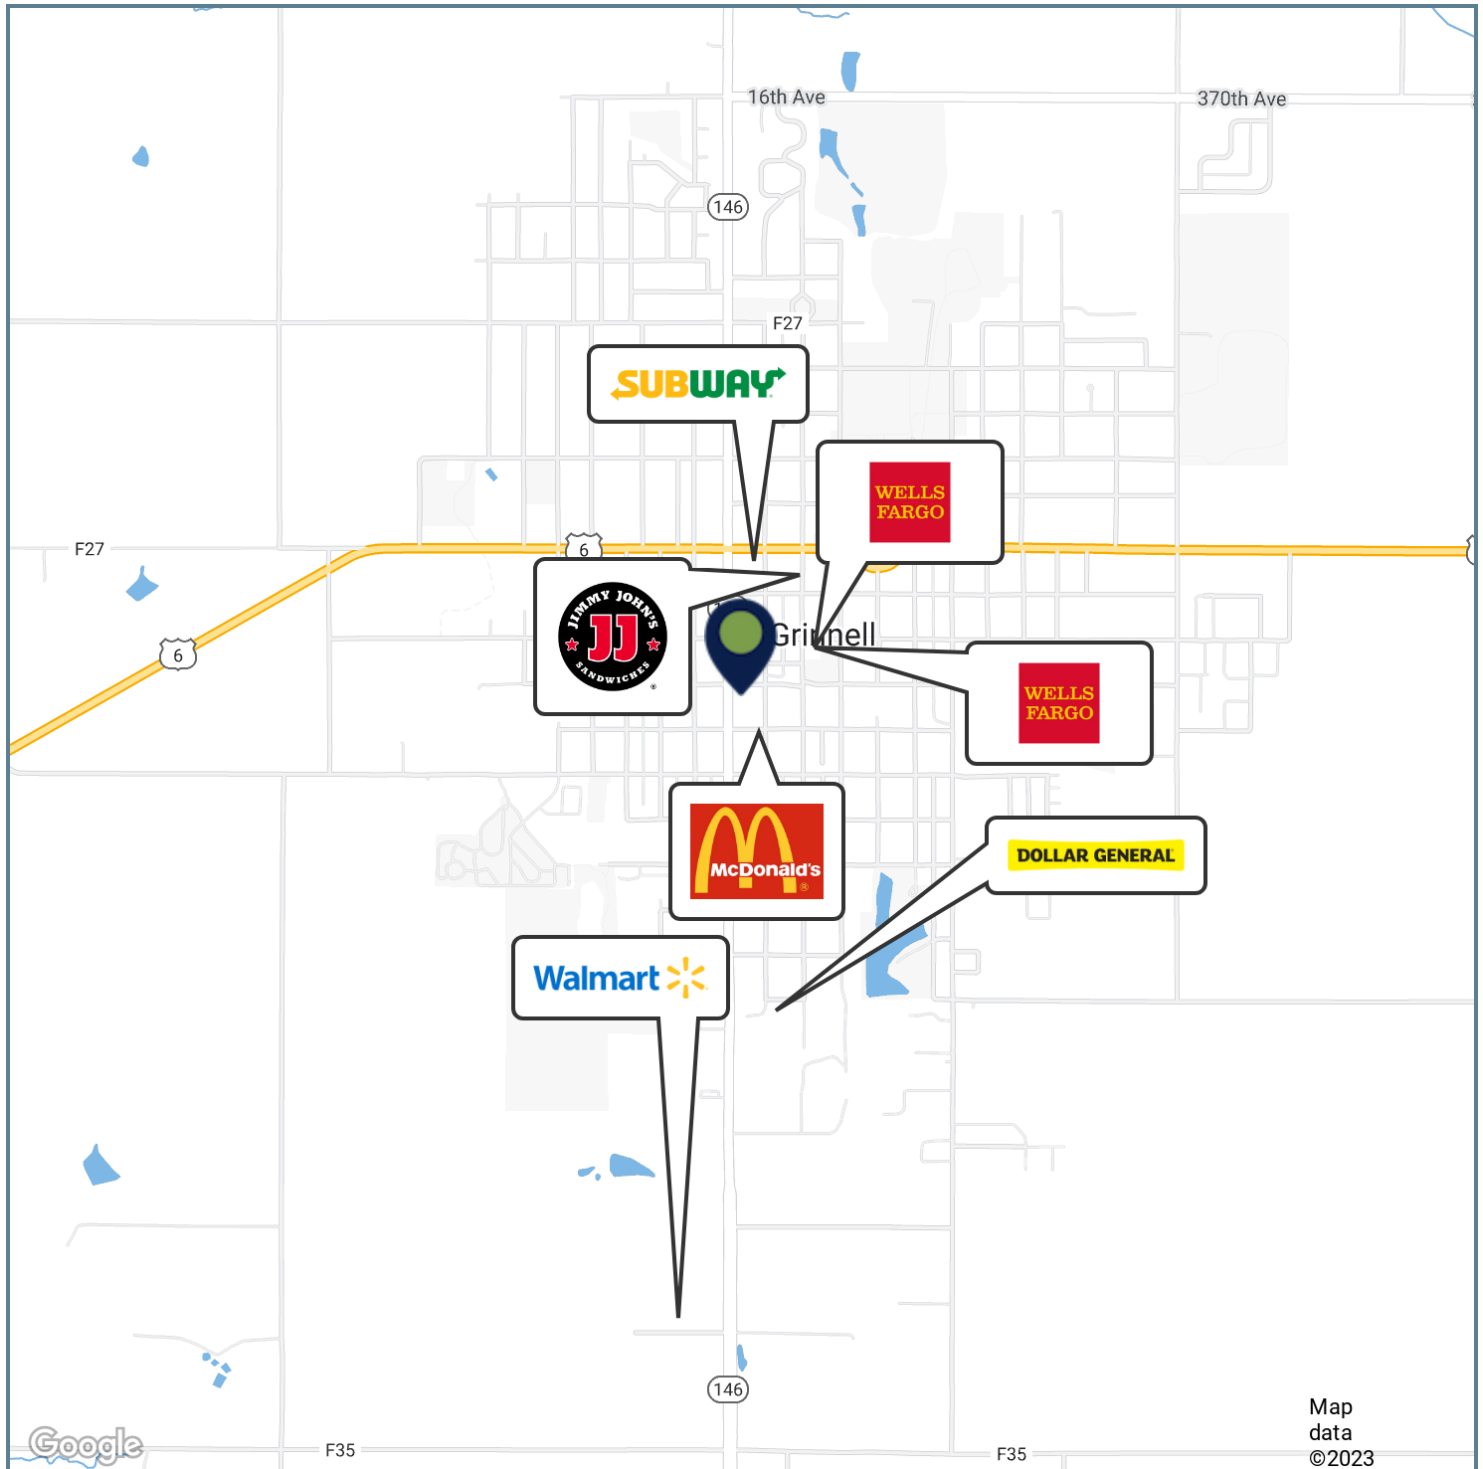 16th Ave
370th Ave
146
F27
SUBWAY
WELLS
FARGO
F27
6
6
JIMMY JOHN'S
JJ
SANDWICHES
®
Grinnell
WELLS
FARGO
McDonald's
®
DOLLAR GENERAL
Walmart
146
Google
F35
F35
Map
data
©2023